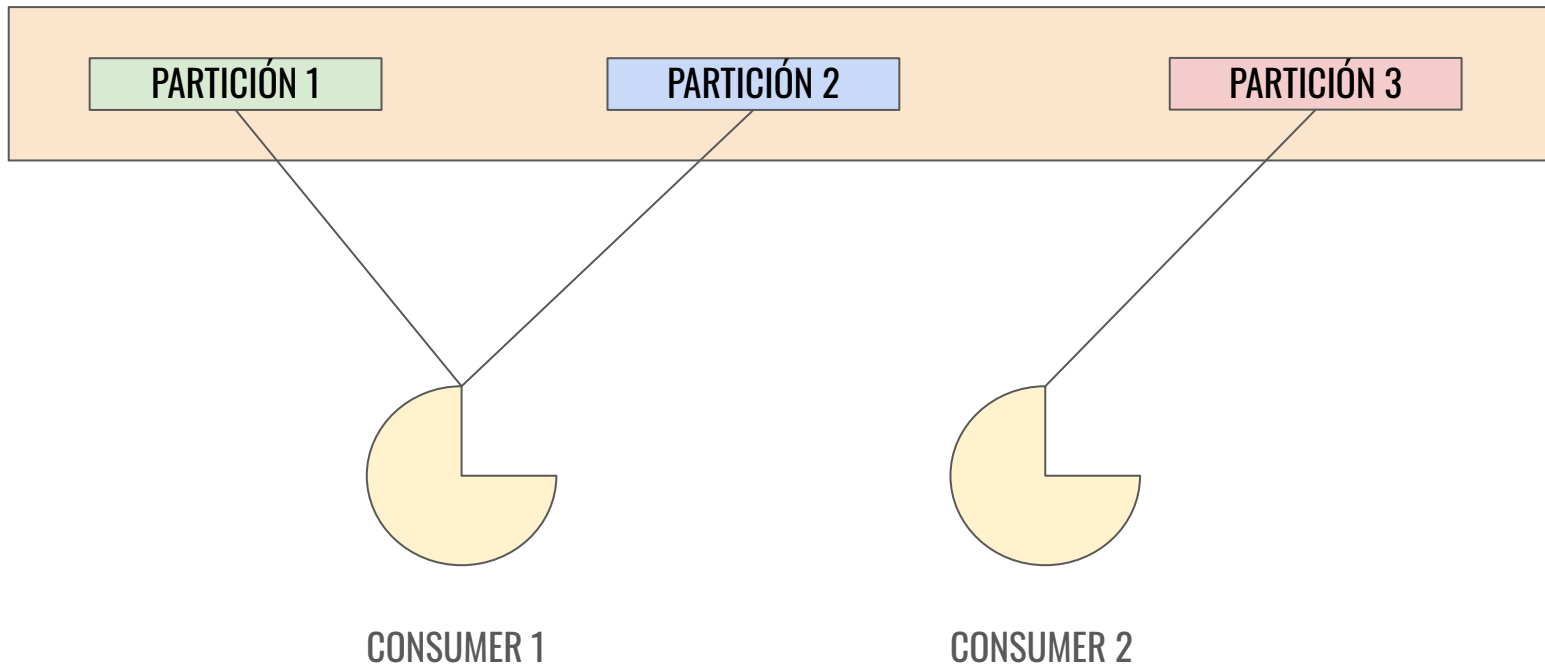 PARTICIÓN 1
PARTICIÓN 2
PARTICIÓN 3
CONSUMER 1
CONSUMER 2